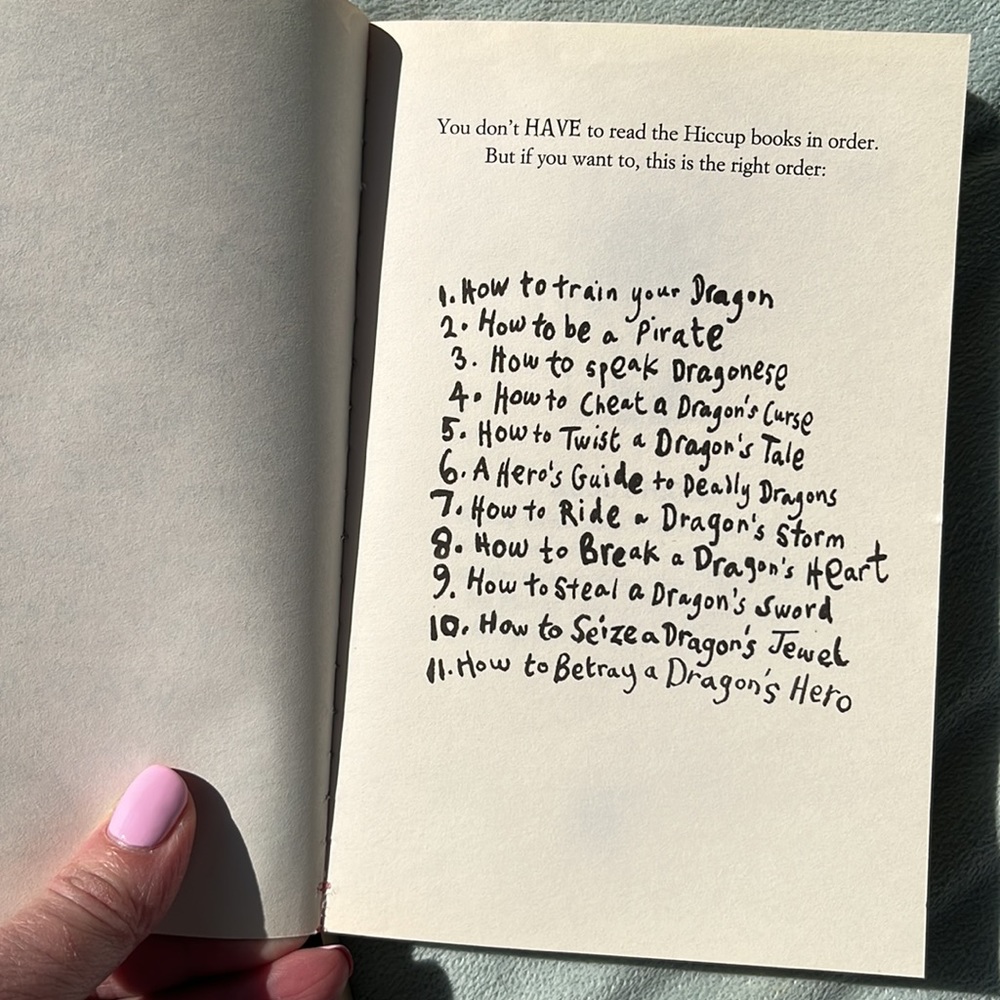 You don't HAVE to read the Hiccup books in order.
But if you want to, this is the right order:
1. How to train your Dragon
2. How to be a Pirate
3. How to speak Dragonese
4. How to Cheat a Dragon's Curse
5. How to Twist a Dragon's Tale
6. A Hero's Guide to Deadly Dragons
7. How to Ride a Dragon's Storm
8. How to Break a Dragon's Heart
9. How to Steal a Dragon's Sword
10. How to Seize a Dragon's Jewel
11. How to Betray a Dragon's Hero